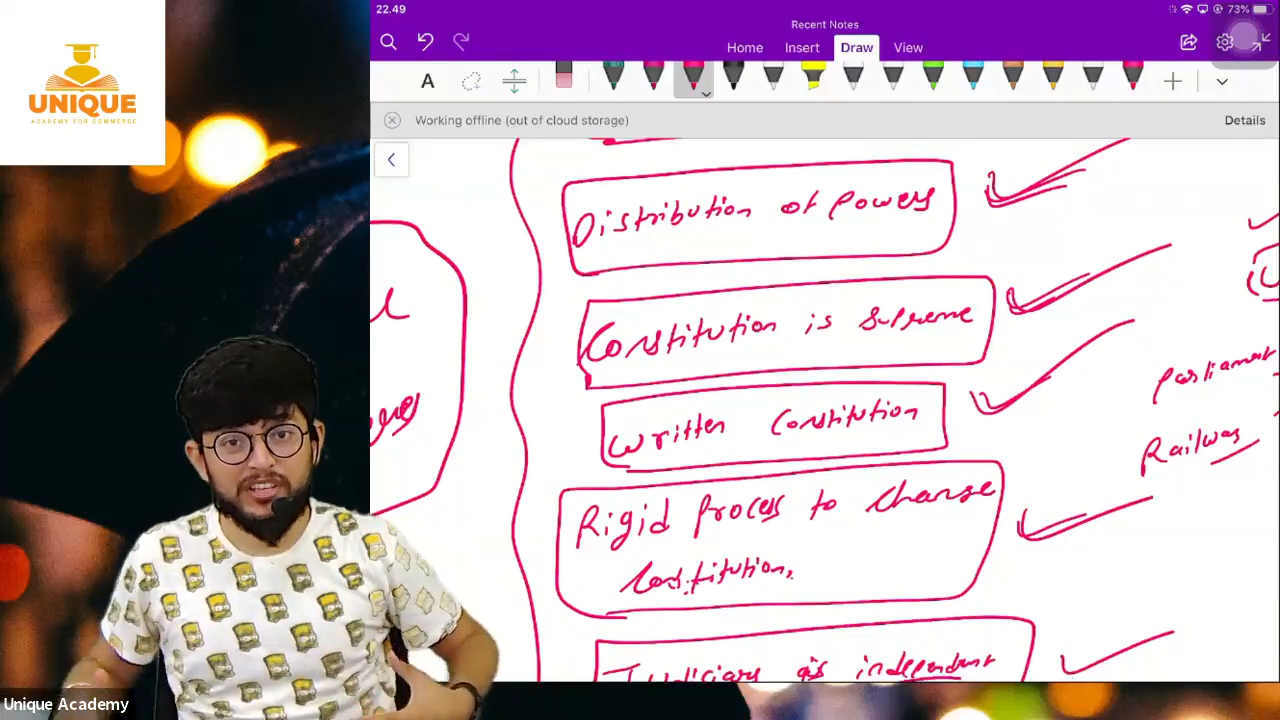 22.49
73%
Recent Notes
Home Insert Draw View
A
Working offline (out of cloud storage)
Details
UNIQUE
ACADEMY FOR COMMERCE
Distribution of Powers
Constitution is Supreme
Parliament
Written Constitution
Railway
Rigid Process to Change
Constitution.
Judiciary is independent
Unique Academy